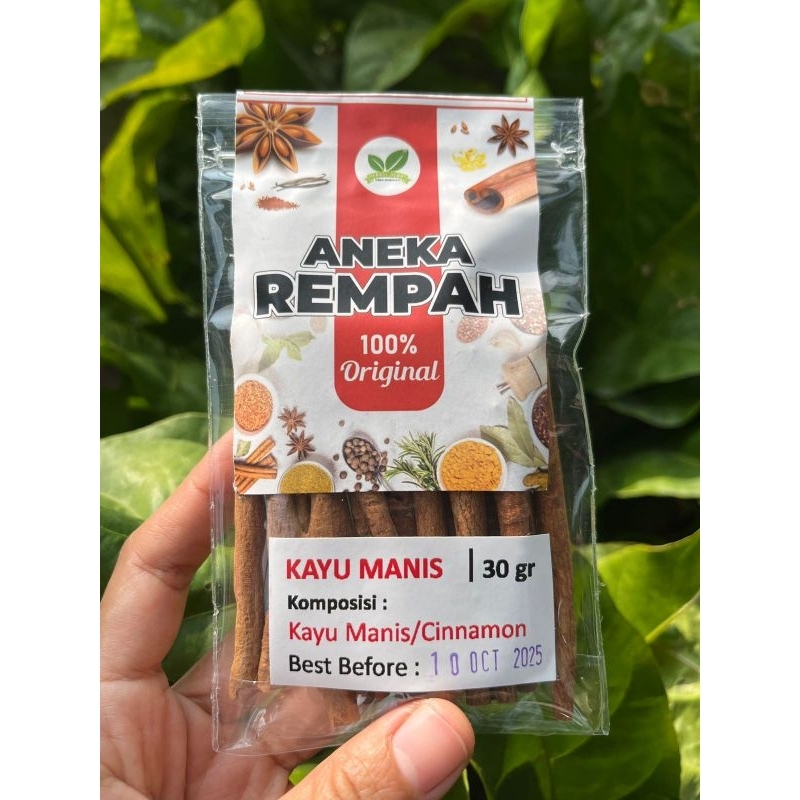 ANEKA
REMPAH
100%
Original
KAYU MANIS | 30 gr
Komposisi :
Kayu Manis/Cinnamon
Best Before : 10 OCT 2025